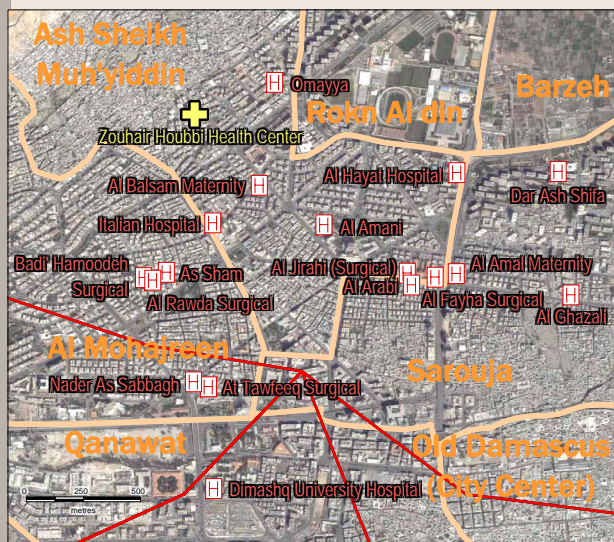 Ash Sheikh
Muh'yiddin
Omayya
Barzeh
Rokn Al din
Zouhair Houbbi Health Center
Al Hayat Hospital
Al Balsam Maternity
Dar Ash Shifa
Italian Hospital
Al Amani
Badi' Hamoodeh
Surgical
As Sham
Al Jirahi (Surgical)
Al Amal Maternity
Al Arabi
Al Rawda Surgical
Al Fayha Surgical
Al Ghazali
Al Mohajreen
Sarouja
Nader As Sabbagh
At Tawfeeq Surgical
Qanawat
Old Damascus
(City Center)
Dimashq University Hospital
0 250 500
metres